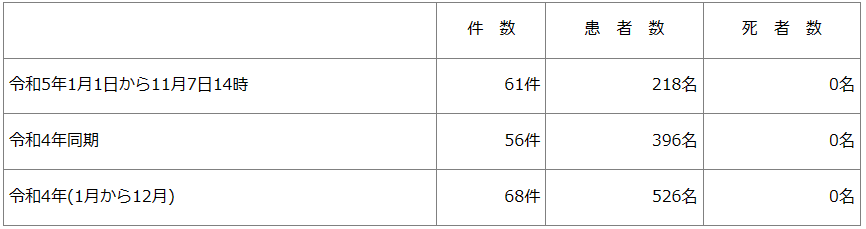 件　数　患　者　数　死　者　数
令和5年1月1日から11月7日14時　61件　218名　0名
令和4年同期　56件　396名　0名
令和4年(1月から12月)　68件　526名　0名